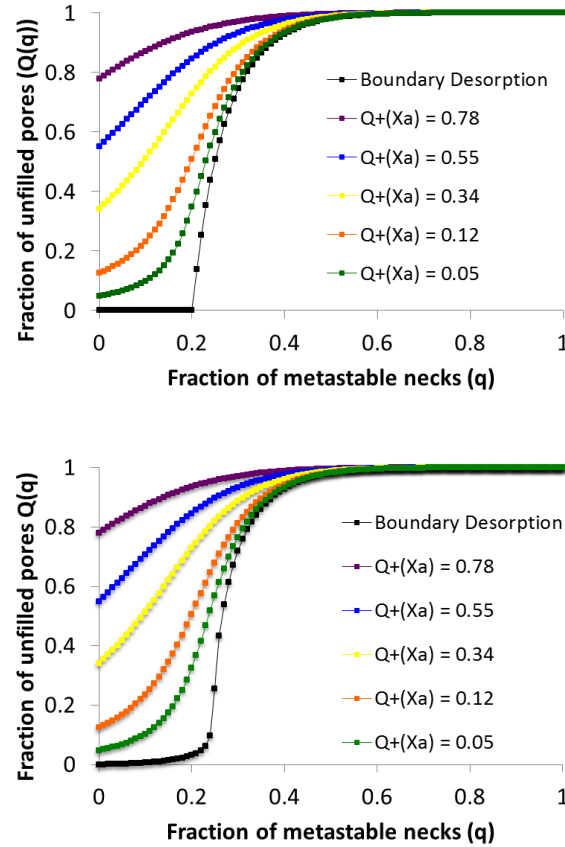 Fraction of unfilled pores (Q(q))
1
0.8
0.6
0.4
0.2
0
0
0.2
0.4
0.6
0.8
1
Fraction of metastable necks (q)
Boundary Desorption
Q+(Xa) = 0.78
Q+(Xa) = 0.55
Q+(Xa) = 0.34
Q+(Xa) = 0.12
Q+(Xa) = 0.05
Fraction of unfilled pores Q(q)
1
0.8
0.6
0.4
0.2
0
0
0.2
0.4
0.6
0.8
1
Fraction of metastable necks (q)
Boundary Desorption
Q+(Xa) = 0.78
Q+(Xa) = 0.55
Q+(Xa) = 0.34
Q+(Xa) = 0.12
Q+(Xa) = 0.05